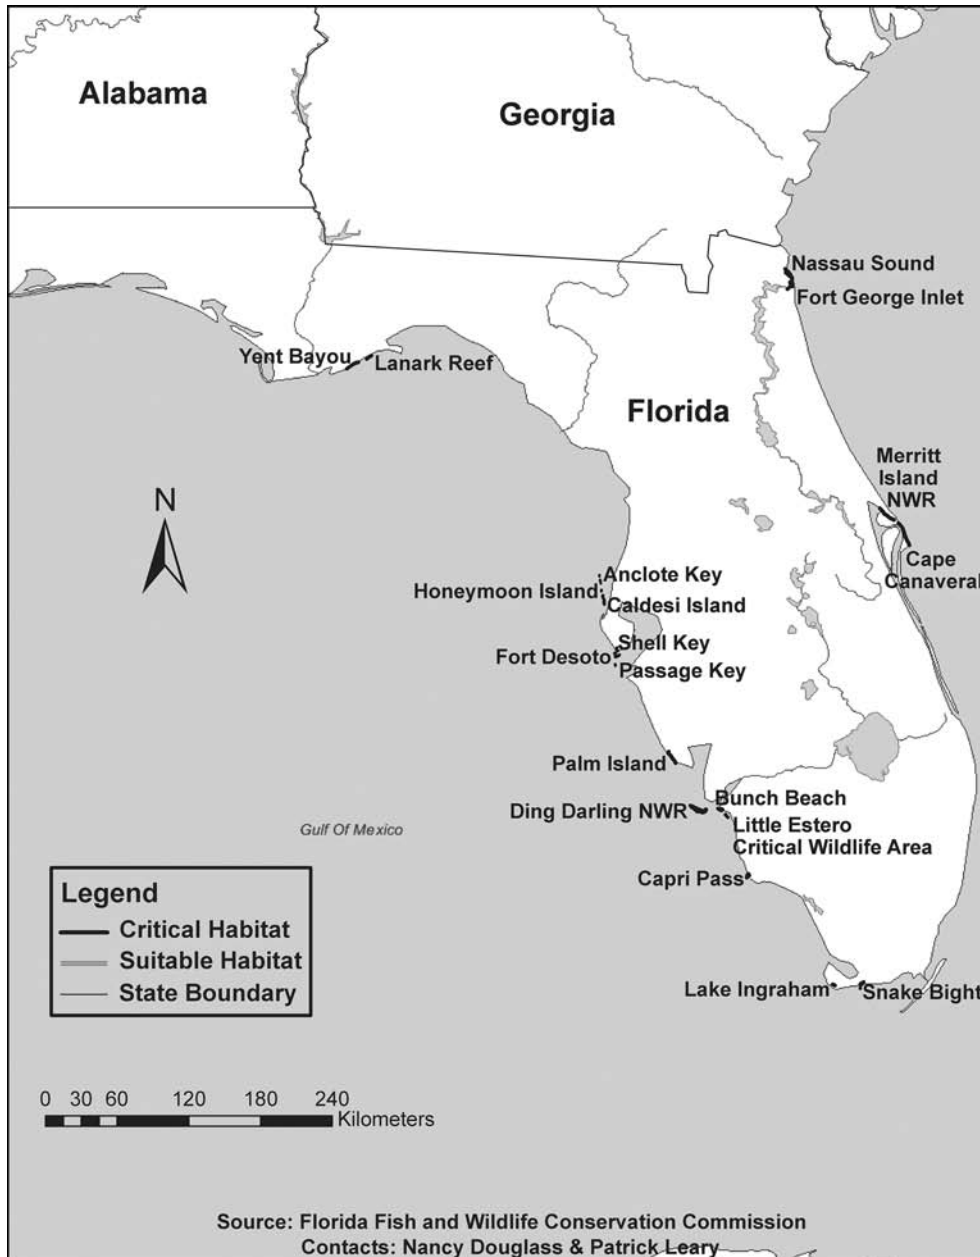 Alabama
Georgia
Nassau Sound
Fort George Inlet
Yent Bayou
Lanark Reef
Florida
Merritt
Island
NWR
N
Cape
Canaveral
Anclote Key
Honeymoon Island
Caldesi Island
Shell Key
Fort Desoto
Passage Key
Palm Island
Bunch Beach
Ding Darling NWR
Little Estero
Critical Wildlife Area
Gulf Of Mexico
Capri Pass
Legend
Critical Habitat
Suitable Habitat
State Boundary
Lake Ingraham
Snake Bight
0 30 60 120 180 240
Kilometers
Source: Florida Fish and Wildlife Conservation Commission
Contacts: Nancy Douglass & Patrick Leary